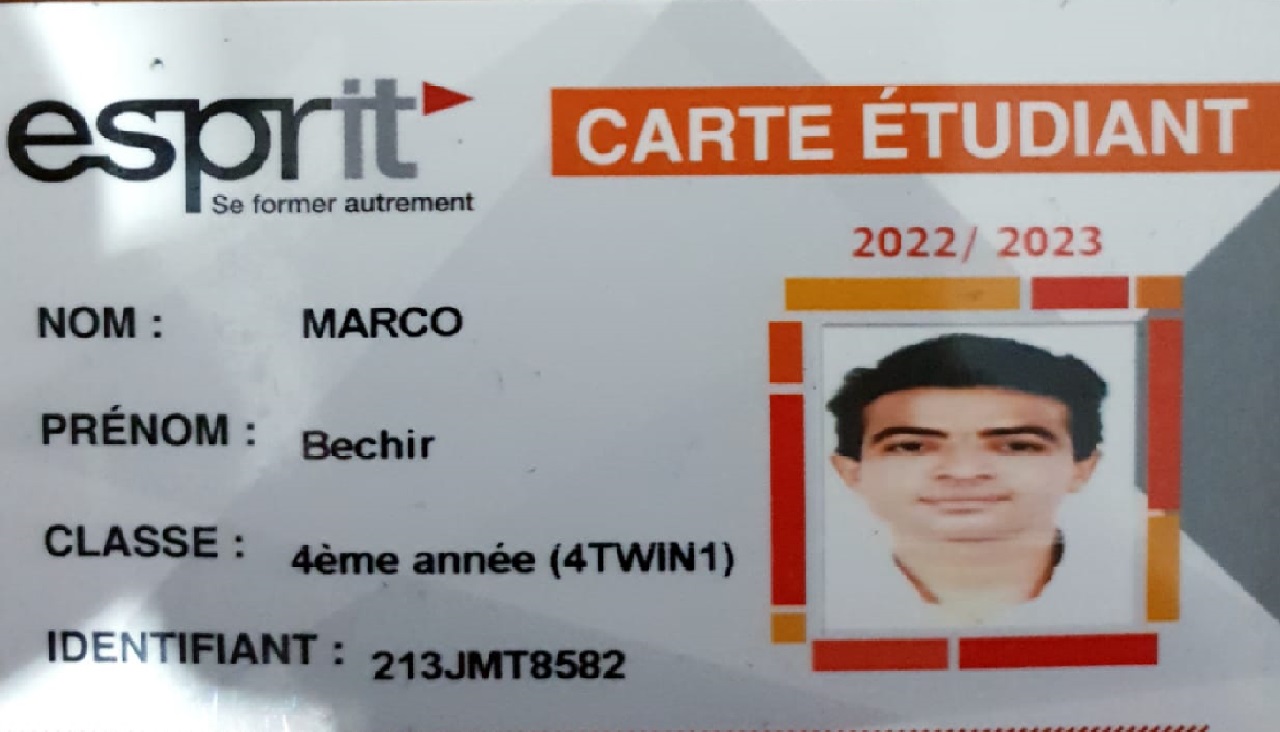 esprit
Se former autrement
CARTE ÉTUDIANT
2022/ 2023
NOM : MARCO
PRÉNOM : Bechir
CLASSE : 4ème année (4TWIN1)
IDENTIFIANT : 213JMT8582